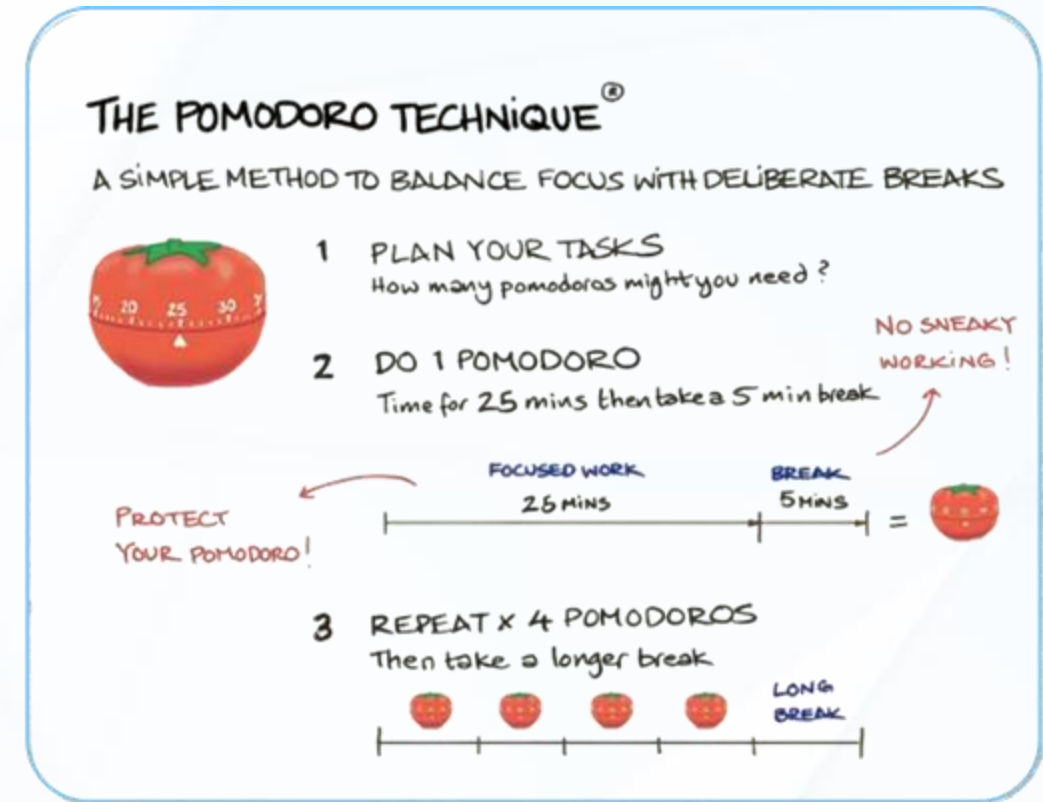 THE POMODORO TECHNIQUE®
A SIMPLE METHOD TO BALANCE FOCUS WITH DELIBERATE BREAKS
20 25 30
1 PLAN YOUR TASKS
How many pomodoros might you need?
2 DO 1 POMODORO
Time for 25 mins then take a 5 min break
NO SNEAKY
WORKING!
PROTECT
YOUR POMODORO!
FOCUSED WORK
25 MINS
BREAK
5 MINS
=
3 REPEAT x 4 POMODOROS
Then take a longer break
LONG
BREAK